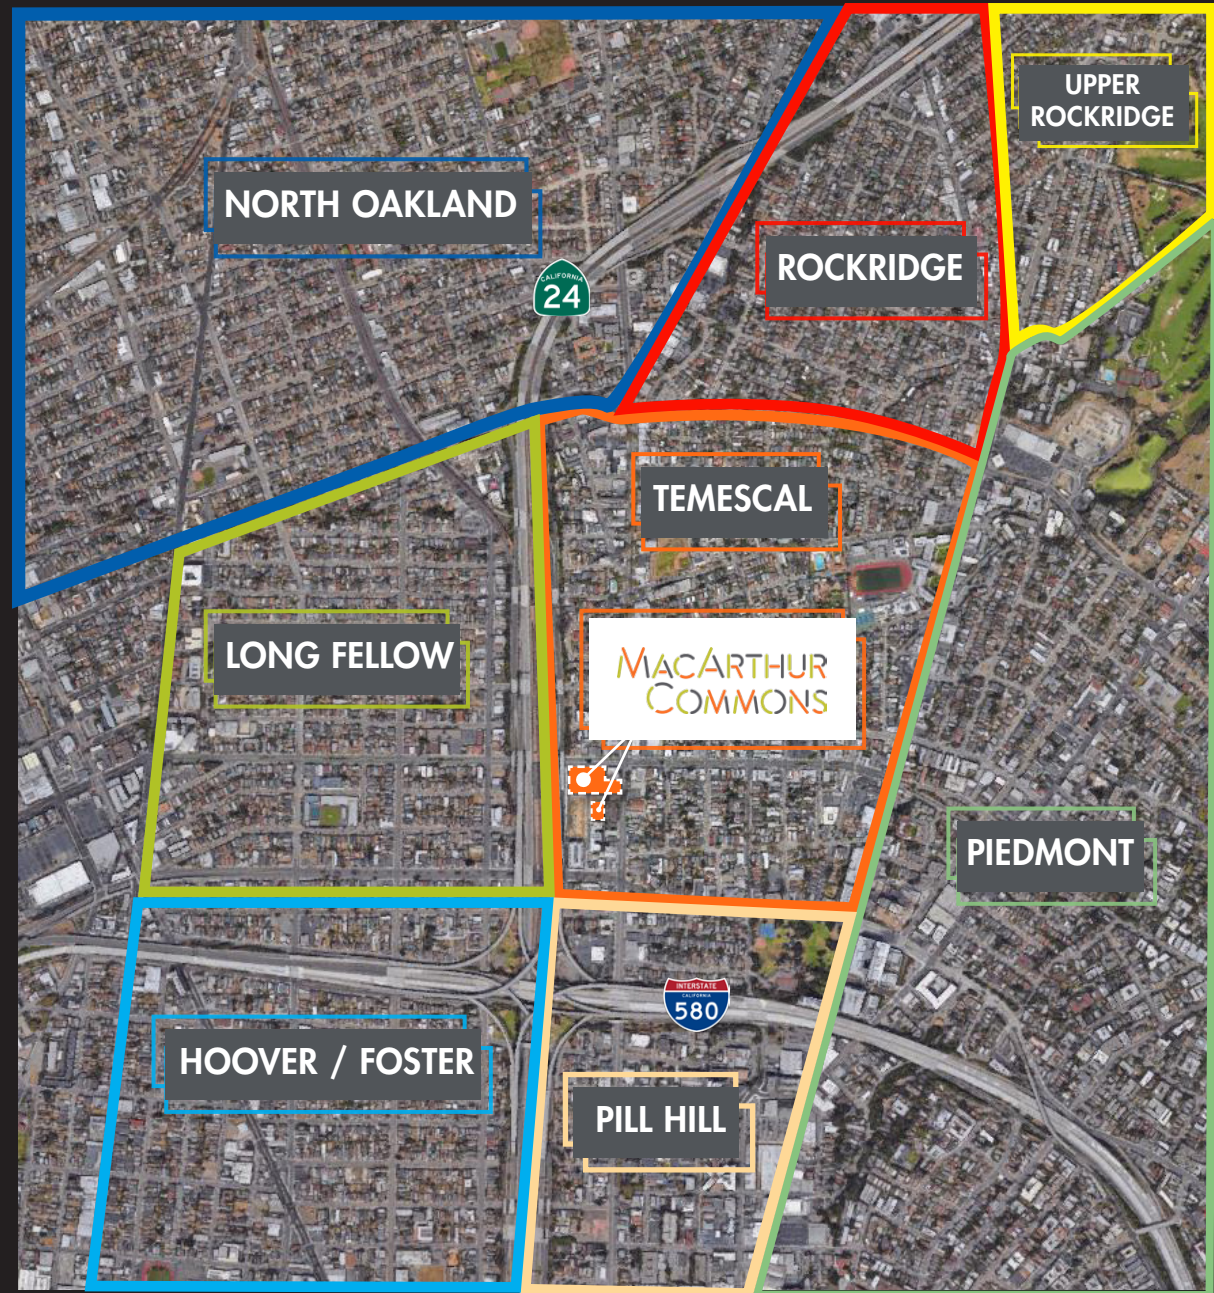 UPPER
ROCKRIDGE
NORTH OAKLAND
ROCKRIDGE
CALIFORNIA
24
TEMESCAL
LONG FELLOW
MACARTHUR
COMMONS
PIEDMONT
INTERSTATE
CALIFORNIA
580
HOOVER / FOSTER
PILL HILL